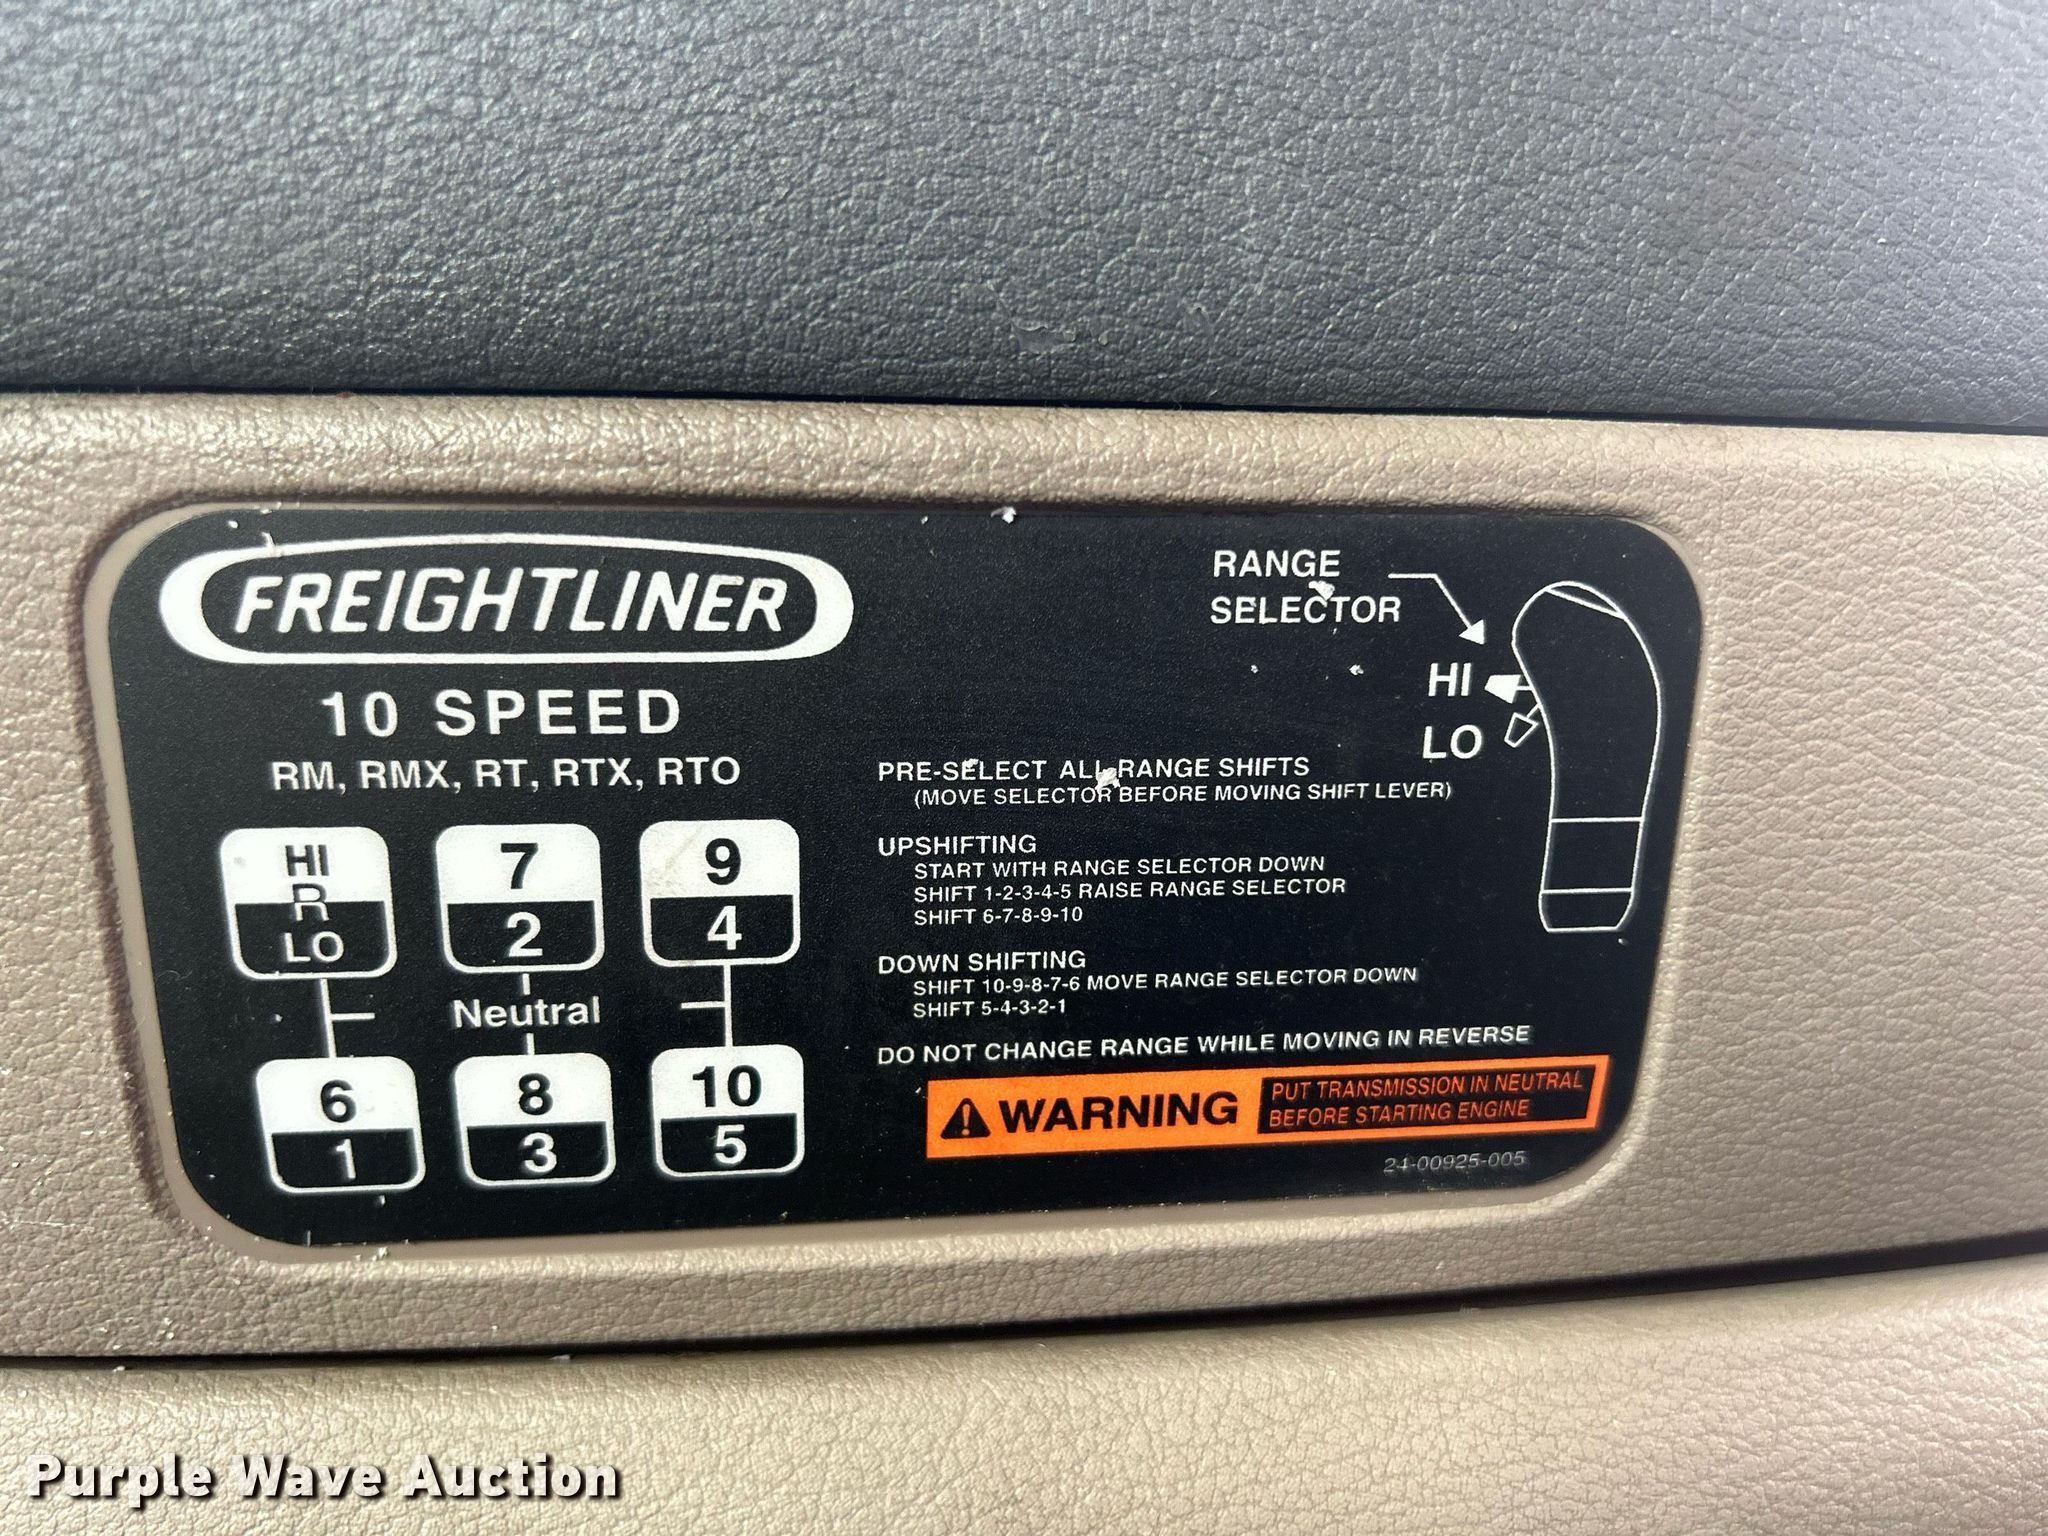 FREIGHTLINER
10 SPEED
RM, RMX, RT, RTX, RTO
HI
R
LO
7
2
9
4
Neutral
6
1
8
3
10
5
RANGE
SELECTOR
HI
LO
PRE-SELECT ALL RANGE SHIFTS
(MOVE SELECTOR BEFORE MOVING SHIFT LEVER)
UPSHIFTING
START WITH RANGE SELECTOR DOWN
SHIFT 1-2-3-4-5 RAISE RANGE SELECTOR
SHIFT 6-7-8-9-10
DOWN SHIFTING
SHIFT 10-9-8-7-6 MOVE RANGE SELECTOR DOWN
SHIFT 5-4-3-2-1
DO NOT CHANGE RANGE WHILE MOVING IN REVERSE
WARNING
PUT TRANSMISSION IN NEUTRAL
BEFORE STARTING ENGINE
24-00925-005
Purple Wave Auction